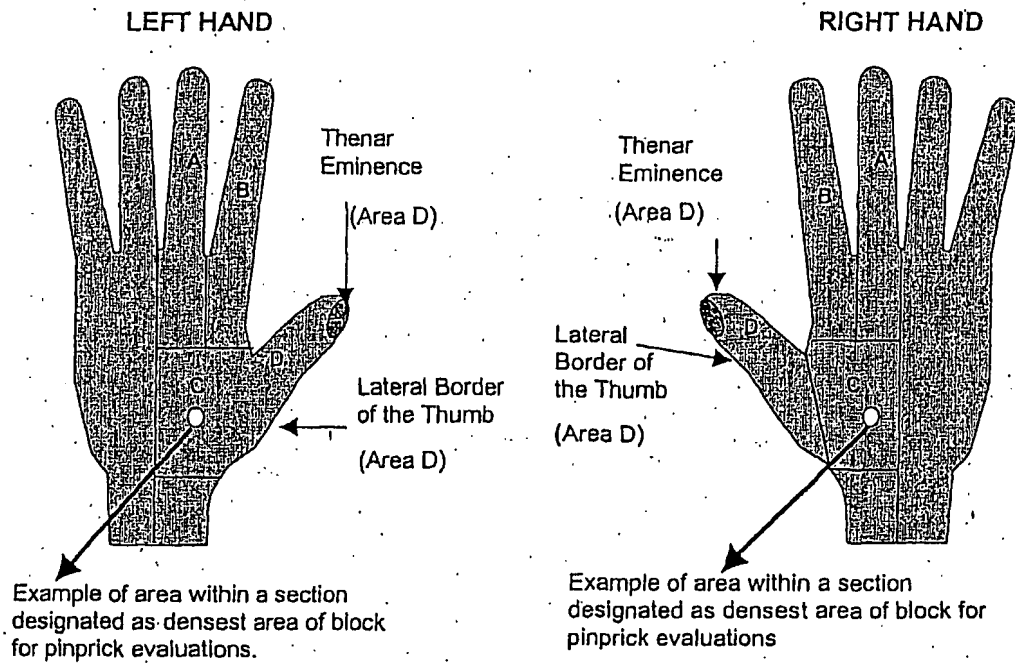 LEFT HAND
A
B
C
D
Thenar
Eminence
(Area D)
Lateral Border
of the Thumb
(Area D)
Example of area within a section
designated as densest area of block
for pinprick evaluations.
RIGHT HAND
A
B
C
D
Thenar
Eminence
(Area D)
Lateral
Border of
the Thumb
(Area D)
Example of area within a section
designated as densest area of block for
pinprick evaluations